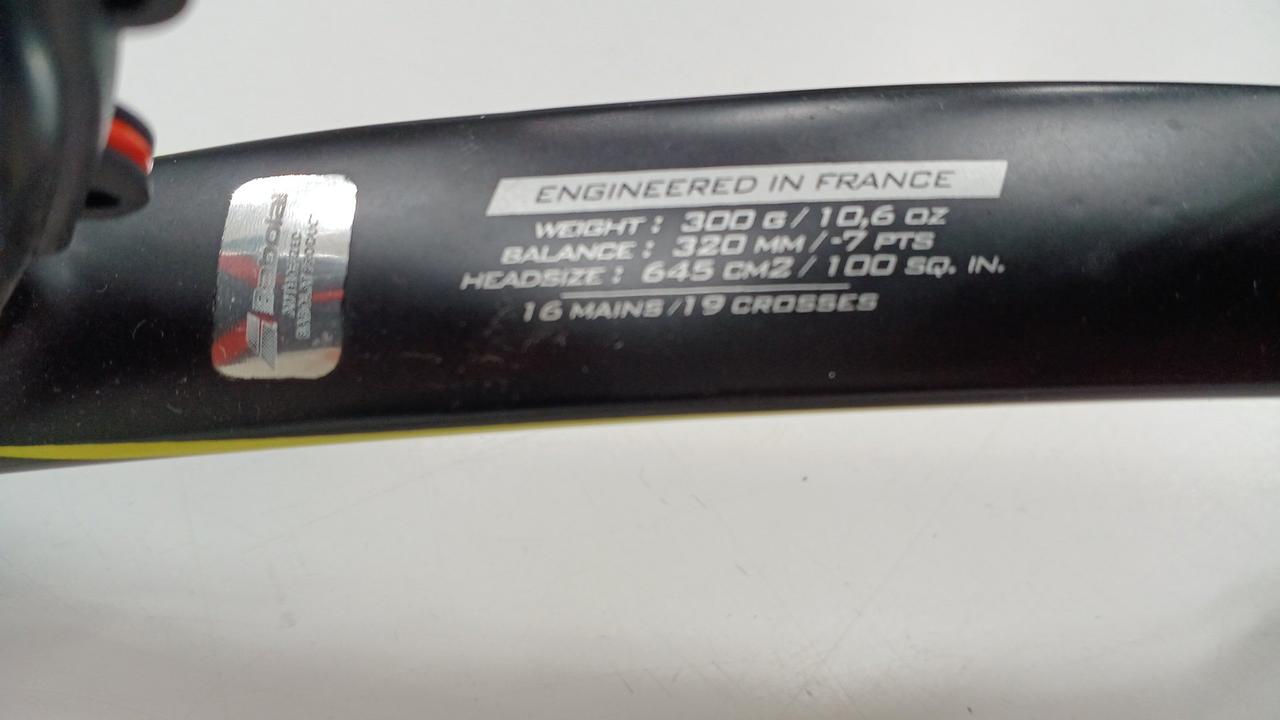 ENGINEERED IN FRANCE
WEIGHT : 300 G / 10,6 OZ
BALANCE : 320 MM / -7 PTS
HEADSIZE : 645 CM2 / 100 SQ. IN.
16 MAINS / 19 CROSSES
Babolat